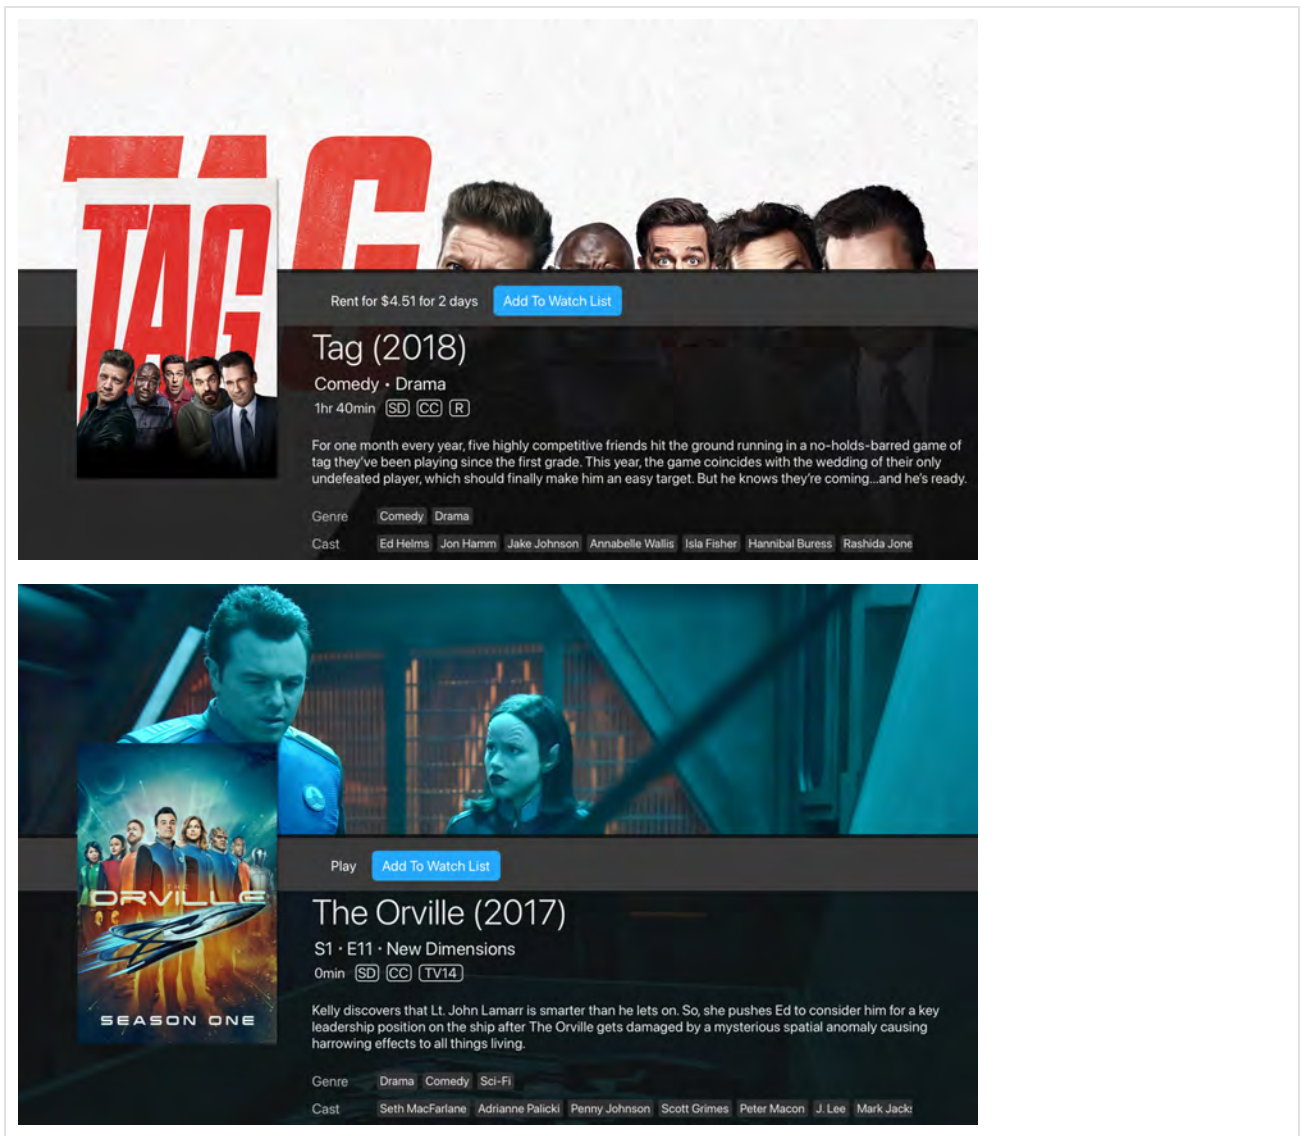 TAG
TAG
Rent for $4.51 for 2 days Add To Watch List
Tag (2018)
Comedy • Drama
1hr 40min SD CC R
For one month every year, five highly competitive friends hit the ground running in a no-holds-barred game of
tag they've been playing since the first grade. This year, the game coincides with the wedding of their only
undefeated player, which should finally make him an easy target. But he knows they're coming...and he's ready.
Genre Comedy Drama
Cast Ed Helms Jon Hamm Jake Johnson Annabelle Wallis Isla Fisher Hannibal Buress Rashida Jone
THE
ORVILLE
SEASON ONE
Play Add To Watch List
The Orville (2017)
S1 • E11 • New Dimensions
0min SD CC TV14
Kelly discovers that Lt. John Lamarr is smarter than he lets on. So, she pushes Ed to consider him for a key
leadership position on the ship after The Orville gets damaged by a mysterious spatial anomaly causing
harrowing effects to all things living.
Genre Drama Comedy Sci-Fi
Cast Seth MacFarlane Adrianne Palicki Penny Johnson Scott Grimes Peter Macon J. Lee Mark Jack